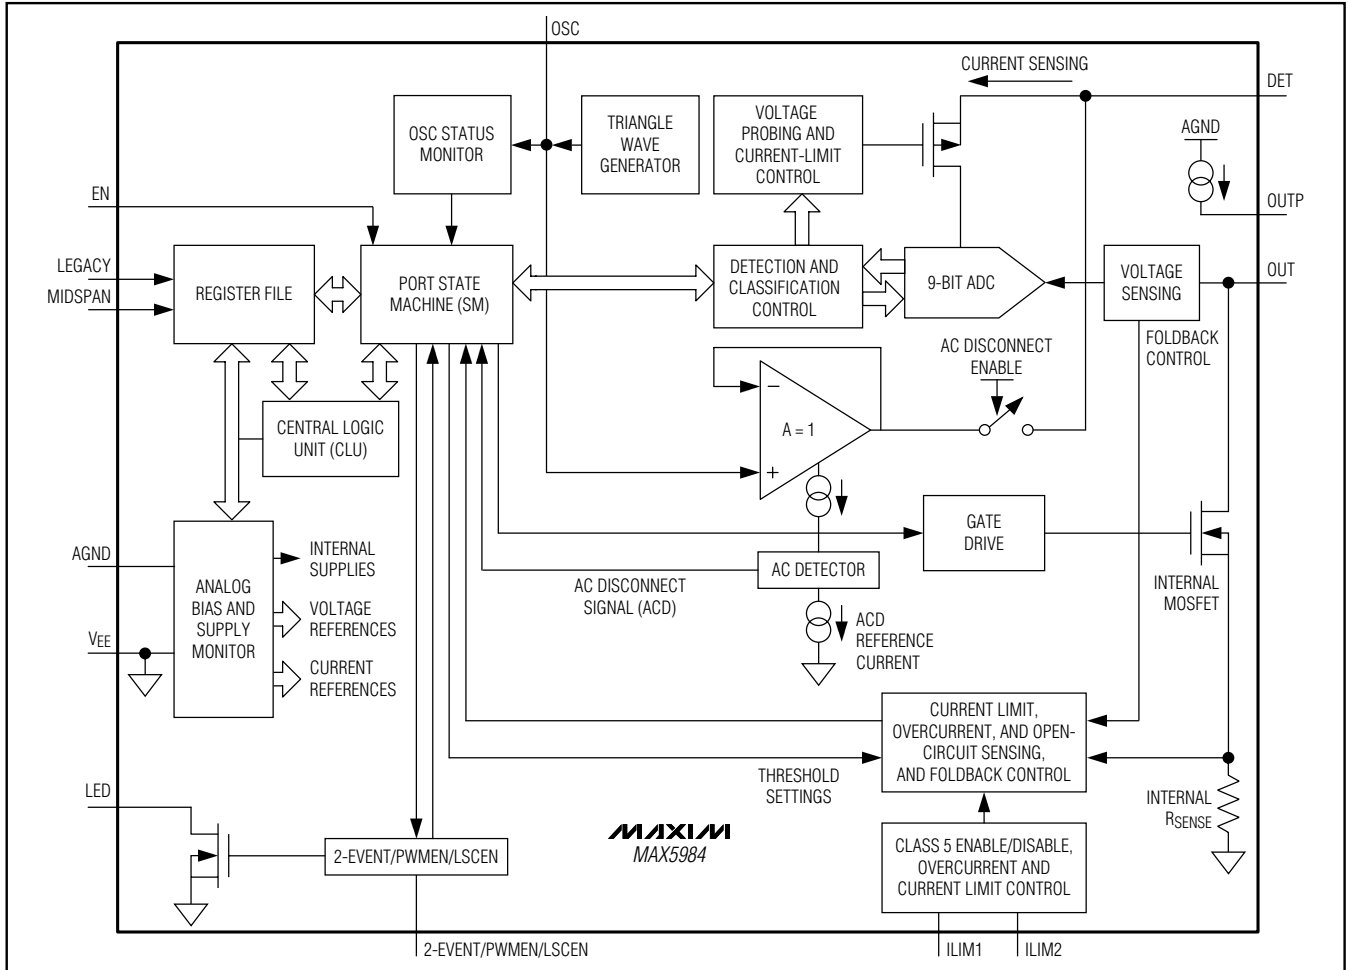 OSC
CURRENT SENSING
DET
OSC STATUS
MONITOR
TRIANGLE
WAVE
GENERATOR
VOLTAGE
PROBING AND
CURRENT-LIMIT
CONTROL
AGND
EN
OUTP
LEGACY
MIDSPAN
REGISTER FILE
PORT STATE
MACHINE (SM)
DETECTION AND
CLASSIFICATION
CONTROL
9-BIT ADC
VOLTAGE
SENSING
OUT
FOLDBACK
CONTROL
AC DISCONNECT
ENABLE
−
A = 1
+
CENTRAL LOGIC
UNIT (CLU)
GATE
DRIVE
AGND
ANALOG
BIAS AND
SUPPLY
MONITOR
INTERNAL
SUPPLIES
VOLTAGE
REFERENCES
CURRENT
REFERENCES
VEE
AC DISCONNECT
SIGNAL (ACD)
AC DETECTOR
ACD
REFERENCE
CURRENT
INTERNAL
MOSFET
CURRENT LIMIT,
OVERCURRENT, AND OPEN-
CIRCUIT SENSING,
AND FOLDBACK CONTROL
THRESHOLD
SETTINGS
INTERNAL
RSENSE
LED
2-EVENT/PWMEN/LSCEN
MAXIM
MAX5984
CLASS 5 ENABLE/DISABLE,
OVERCURRENT AND
CURRENT LIMIT CONTROL
2-EVENT/PWMEN/LSCEN
ILIM1
ILIM2